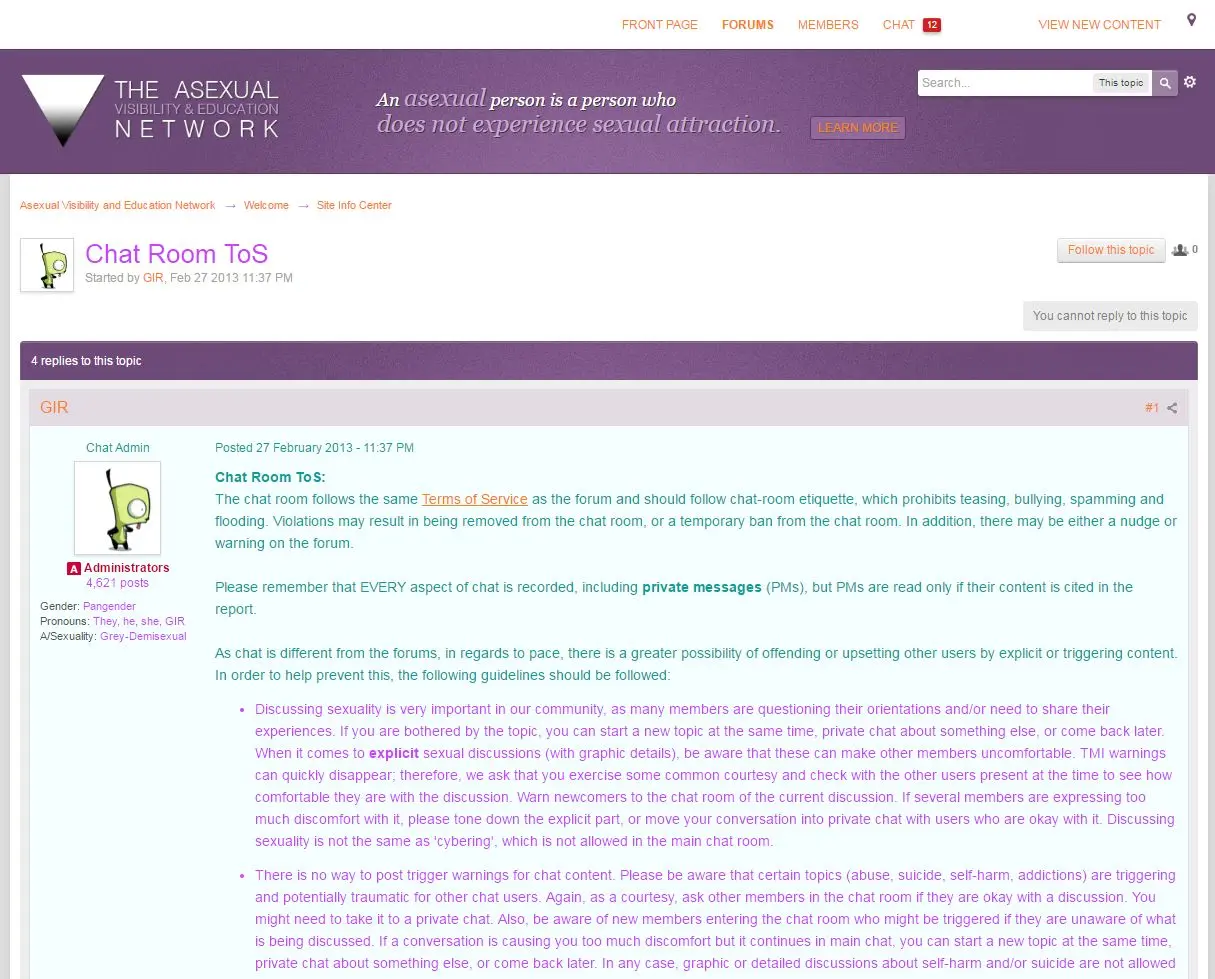 FRONT PAGE FORUMS MEMBERS CHAT 12 VIEW NEW CONTENT
THE ASEXUAL
VISIBILITY & EDUCATION
NETWORK
An asexual person is a person who
does not experience sexual attraction.
LEARN MORE
Search... This topic
Asexual Visibility and Education Network → Welcome → Site Info Center
Chat Room ToS
Started by GIR, Feb 27 2013 11:37 PM
Follow this topic 0
You cannot reply to this topic
4 replies to this topic
GIR #1
Chat Admin
A Administrators
4,621 posts
Gender: Pangender
Pronouns: They, he, she, GIR
A/Sexuality: Grey-Demisexual
Posted 27 February 2013 - 11:37 PM
Chat Room ToS:
The chat room follows the same Terms of Service as the forum and should follow chat-room etiquette, which prohibits teasing, bullying, spamming and
flooding. Violations may result in being removed from the chat room, or a temporary ban from the chat room. In addition, there may be either a nudge or
warning on the forum.
Please remember that EVERY aspect of chat is recorded, including private messages (PMs), but PMs are read only if their content is cited in the
report.
As chat is different from the forums, in regards to pace, there is a greater possibility of offending or upsetting other users by explicit or triggering content.
In order to help prevent this, the following guidelines should be followed:
• Discussing sexuality is very important in our community, as many members are questioning their orientations and/or need to share their
experiences. If you are bothered by the topic, you can start a new topic at the same time, private chat about something else, or come back later.
When it comes to explicit sexual discussions (with graphic details), be aware that these can make other members uncomfortable. TMI warnings
can quickly disappear; therefore, we ask that you exercise some common courtesy and check with the other users present at the time to see how
comfortable they are with the discussion. Warn newcomers to the chat room of the current discussion. If several members are expressing too
much discomfort with it, please tone down the explicit part, or move your conversation into private chat with users who are okay with it. Discussing
sexuality is not the same as 'cybering', which is not allowed in the main chat room.
• There is no way to post trigger warnings for chat content. Please be aware that certain topics (abuse, suicide, self-harm, addictions) are triggering
and potentially traumatic for other chat users. Again, as a courtesy, ask other members in the chat room if they are okay with a discussion. You
might need to take it to a private chat. Also, be aware of new members entering the chat room who might be triggered if they are unaware of what
is being discussed. If a conversation is causing you too much discomfort but it continues in main chat, you can start a new topic at the same time,
private chat about something else, or come back later. In any case, graphic or detailed discussions about self-harm and/or suicide are not allowed